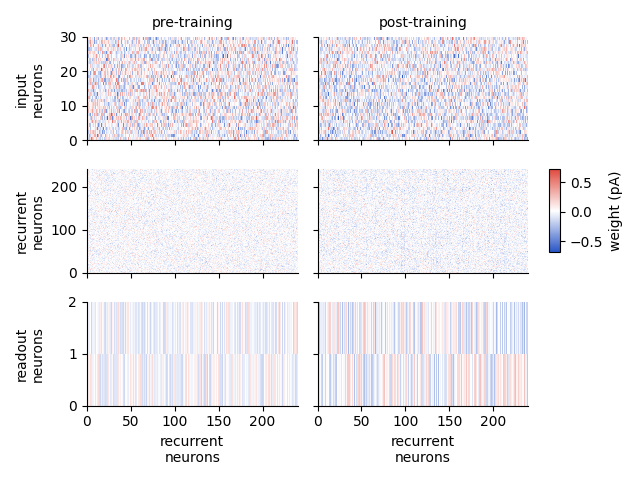 pre-training
post-training
input
neurons
30
20
10
0
recurrent
neurons
200
100
0
0.5
0.0
−0.5
weight (pA)
readout
neurons
2
1
0
0 50 100 150 200
0 50 100 150 200
recurrent
neurons
recurrent
neurons